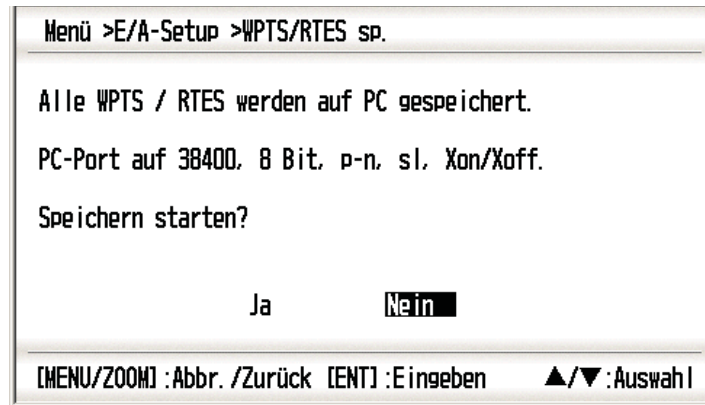 Menü >E/A-Setup >WPTS/RTES sp.
Alle WPTS / RTES werden auf PC gespeichert.
PC-Port auf 38400, 8 Bit, p-n, sl, Xon/Xoff.
Speichern starten?
Ja Nein
[MENU/ZOOM] :Abbr. /Zurück [ENT] :Eingeben ▲/▼ :Auswahl